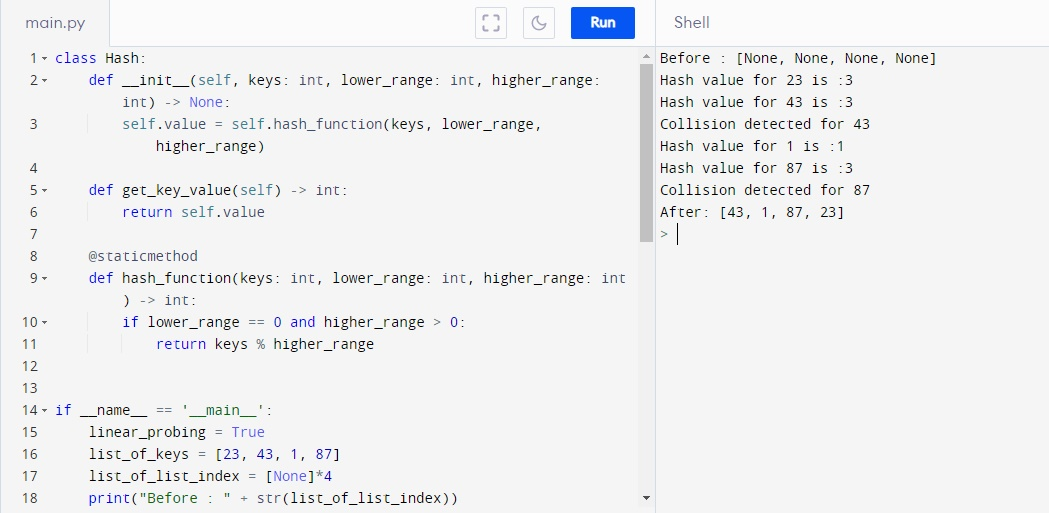 main.py
Run
Shell
1 class Hash:
2 def __init__(self, keys: int, lower_range: int, higher_range:
int) -> None:
3 self.value = self.hash_function(keys, lower_range,
higher_range)
4
5 def get_key_value(self) -> int:
6 return self.value
7
8 @staticmethod
9 def hash_function(keys: int, lower_range: int, higher_range: int
) -> int:
10 if lower_range == 0 and higher_range > 0:
11 return keys % higher_range
12
13
14 if __name__ == '__main__':
15 linear_probing = True
16 list_of_keys = [23, 43, 1, 87]
17 list_of_list_index = [None]*4
18 print("Before : " + str(list_of_list_index))
Before : [None, None, None, None]
Hash value for 23 is :3
Hash value for 43 is :3
Collision detected for 43
Hash value for 1 is :1
Hash value for 87 is :3
Collision detected for 87
After: [43, 1, 87, 23]
>